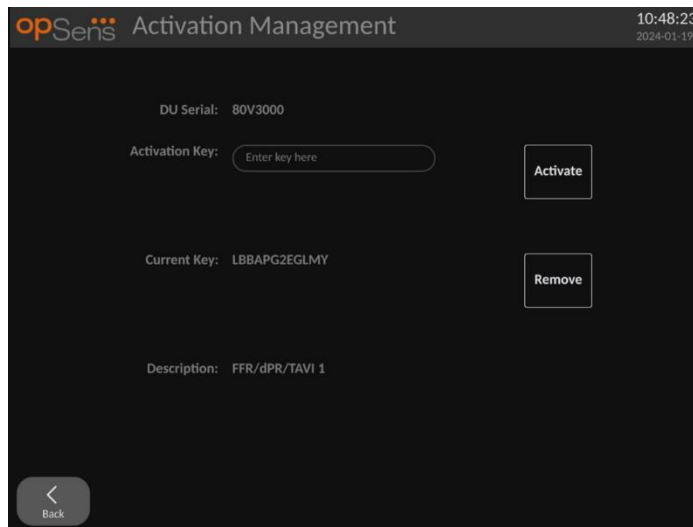 opSens Activation Management
10:48:23
2024-01-19
DU Serial: 80V3000
Activation Key: Enter key here
Activate
Current Key: LBBAPG2EGLMY
Remove
Description: FFR/dPR/TAVI 1
Back